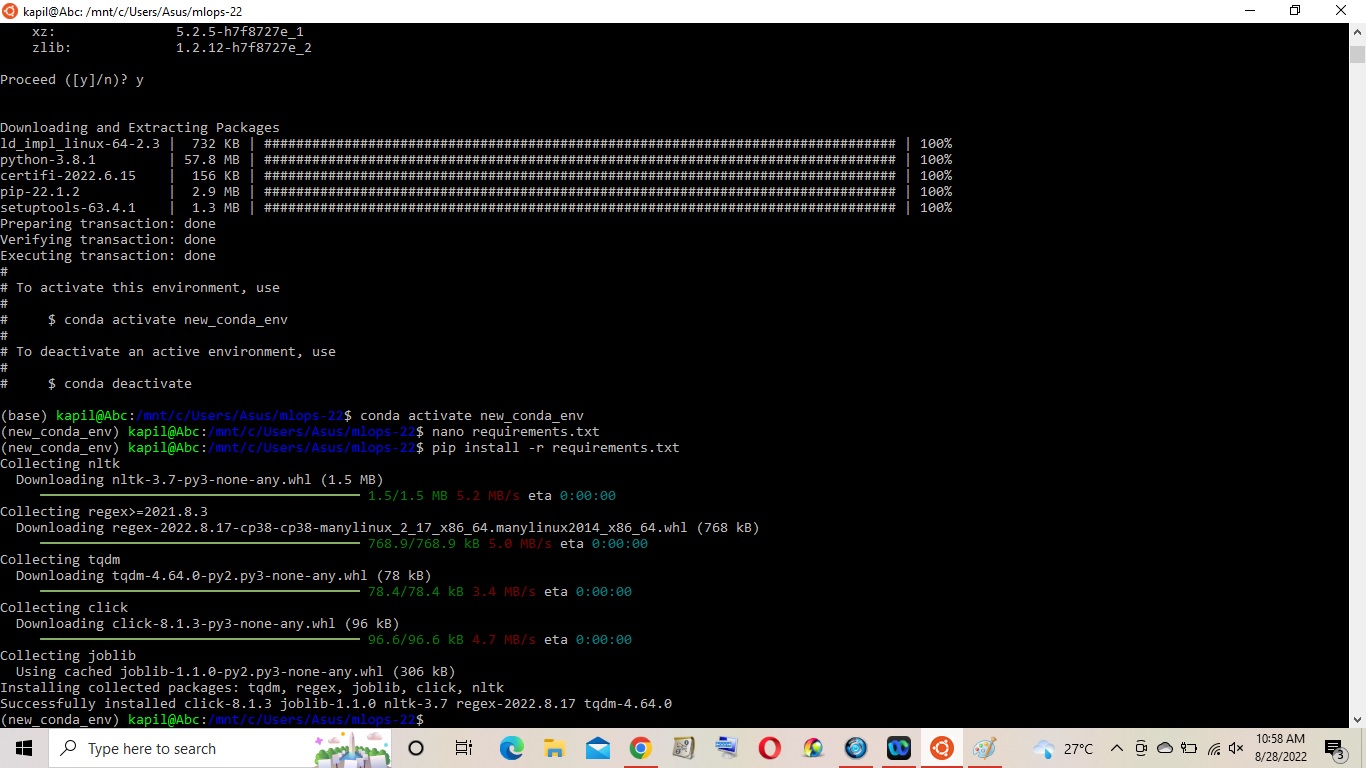 kapil@Abc: /mnt/c/Users/Asus/mlops-22
xz: 5.2.5-h7f8727e_1
zlib: 1.2.12-h7f8727e_2
Proceed ([y]/n)? y
Downloading and Extracting Packages
ld_impl_linux-64-2.3 | 732 KB | ############################################################################### | 100%
python-3.8.1 | 57.8 MB | ############################################################################### | 100%
certifi-2022.6.15 | 156 KB | ############################################################################### | 100%
pip-22.1.2 | 2.9 MB | ############################################################################### | 100%
setuptools-63.4.1 | 1.3 MB | ############################################################################### | 100%
Preparing transaction: done
Verifying transaction: done
Executing transaction: done
#
# To activate this environment, use
#
# $ conda activate new_conda_env
#
# To deactivate an active environment, use
#
# $ conda deactivate
(base) kapil@Abc:/mnt/c/Users/Asus/mlops-22$ conda activate new_conda_env
(new_conda_env) kapil@Abc:/mnt/c/Users/Asus/mlops-22$ nano requirements.txt
(new_conda_env) kapil@Abc:/mnt/c/Users/Asus/mlops-22$ pip install -r requirements.txt
Collecting nltk
Downloading nltk-3.7-py3-none-any.whl (1.5 MB)
1.5/1.5 MB 5.2 MB/s eta 0:00:00
Collecting regex>=2021.8.3
Downloading regex-2022.8.17-cp38-cp38-manylinux_2_17_x86_64.manylinux2014_x86_64.whl (768 kB)
768.9/768.9 kB 5.0 MB/s eta 0:00:00
Collecting tqdm
Downloading tqdm-4.64.0-py2.py3-none-any.whl (78 kB)
78.4/78.4 kB 3.4 MB/s eta 0:00:00
Collecting click
Downloading click-8.1.3-py3-none-any.whl (96 kB)
96.6/96.6 kB 4.7 MB/s eta 0:00:00
Collecting joblib
Using cached joblib-1.1.0-py2.py3-none-any.whl (306 kB)
Installing collected packages: tqdm, regex, joblib, click, nltk
Successfully installed click-8.1.3 joblib-1.1.0 nltk-3.7 regex-2022.8.17 tqdm-4.64.0
(new_conda_env) kapil@Abc:/mnt/c/Users/Asus/mlops-22$
Type here to search
27°C
10:58 AM
8/28/2022
3